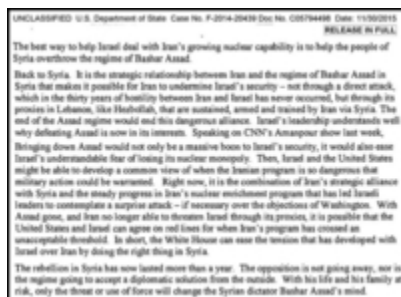 UNCLASSIFIED U.S. Department of State Case No. F-2014-20439 Doc No. C05794498 Date: 11/30/2015
RELEASE IN FULL
The best way to help Israel deal with Iran's growing nuclear capability is to help the people of
Syria overthrow the regime of Bashar Assad.
Back to Syria. It is the strategic relationship between Iran and the regime of Bashar Assad in
Syria that makes it possible for Iran to undermine Israel's security – not through a direct attack,
which in the thirty years of hostility between Iran and Israel has never occurred, but through its
proxies in Lebanon, like Hezbollah, that are sustained, armed and trained by Iran via Syria. The
end of the Assad regime would end this dangerous alliance. Israel's leadership understands well
why defeating Assad is now in its interests. Speaking on CNN's Amanpour show last week,
Bringing down Assad would not only be a massive boon to Israel's security, it would also ease
Israel's understandable fear of losing its nuclear monopoly. Then, Israel and the United States
might be able to develop a common view of when the Iranian program is so dangerous that
military action could be warranted. Right now, it is the combination of Iran's strategic alliance
with Syria and the steady progress in Iran's nuclear enrichment program that has led Israeli
leaders to contemplate a surprise attack – if necessary over the objections of Washington. With
Assad gone, and Iran no longer able to threaten Israel through its proxies, it is possible that the
United States and Israel can agree on red lines for when Iran's program has crossed an
unacceptable threshold. In short, the White House can ease the tension that has developed with
Israel over Iran by doing the right thing in Syria.
The rebellion in Syria has now lasted more than a year. The opposition is not going away, nor is
the regime going to accept a diplomatic solution from the outside. With his life and his family at
risk, only the threat or use of force will change the Syrian dictator Bashar Assad's mind.